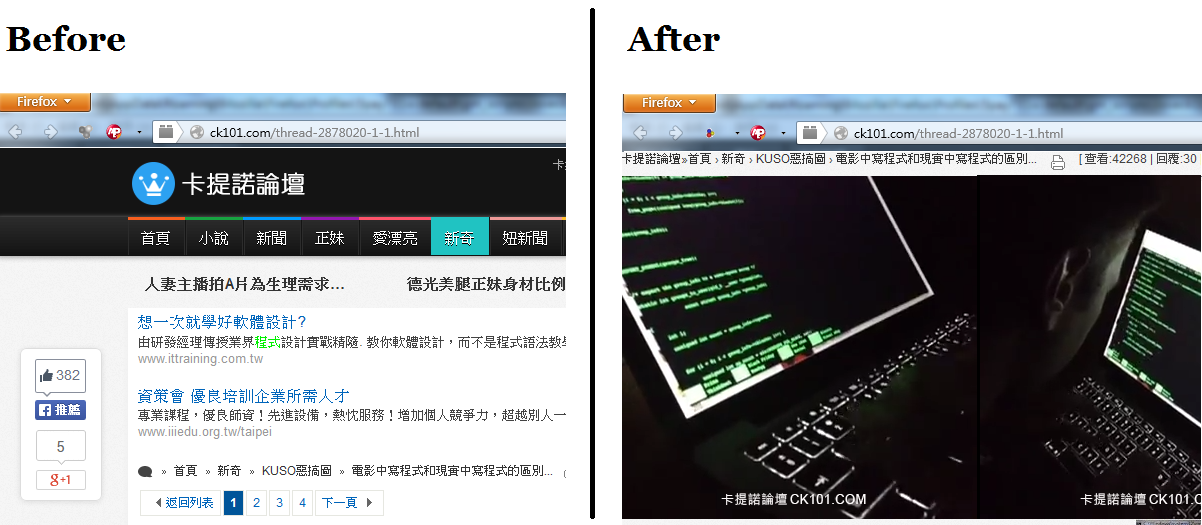 Before
Firefox
ck101.com/thread-2878020-1-1.html
卡提諾論壇
首頁 小說 新聞 正妹 愛漂亮 新奇 妞新聞
人妻主播拍A片為生理需求... 德光美腿正妹身材比例
想一次就學好軟體設計?
由研發經理傳授業界程式設計實戰精隨. 教你軟體設計，而不是程式語法教學
www.ittraining.com.tw
382
推薦
資策會 優良培訓企業所需人才
專業課程，優良師資！先進設備，熱忱服務！增加個人競爭力，超越別人一
www.iiiedu.org.tw/taipei
5
g+1
» 首頁 » 新奇 » KUSO惡搞圖 » 電影中寫程式和現實中寫程式的區別...
返回列表 1 2 3 4 下一頁
After
Firefox
ck101.com/thread-2878020-1-1.html
卡提諾論壇»首頁 › 新奇 › KUSO惡搞圖 › 電影中寫程式和現實中寫程式的區別... [ 查看:42268 | 回覆:30
卡提諾論壇 CK101.COM
卡提諾論壇 CK101.